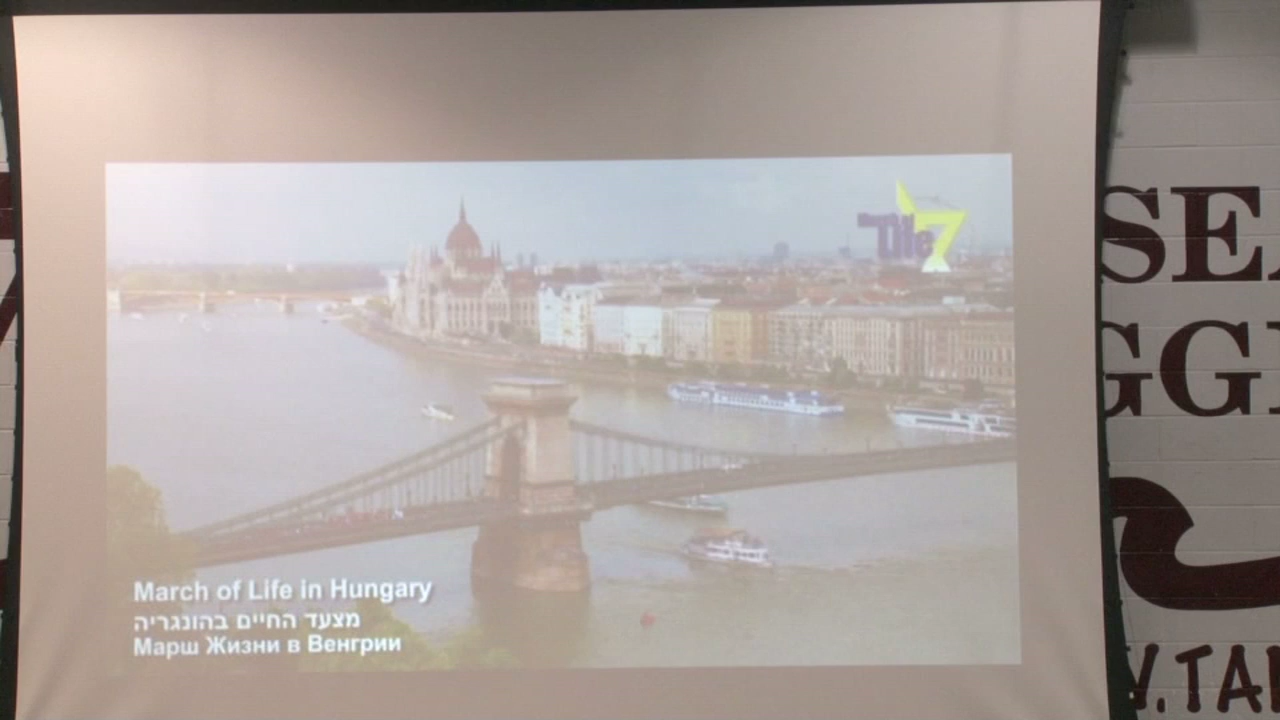 Tile7
March of Life in Hungary
מצעד החיים בהונגריה
Марш Жизни в Венгрии
SE
GG
V.TA